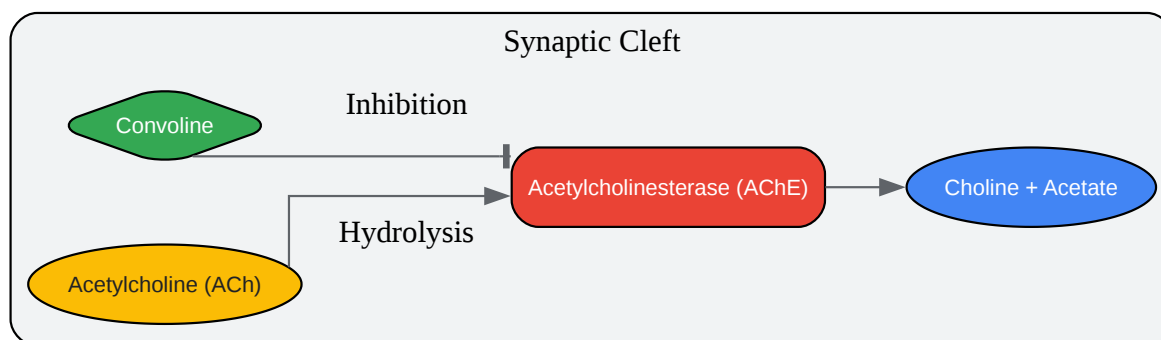 Synaptic Cleft
Inhibition
Convoline
Acetylcholinesterase (AChE)
Choline + Acetate
Hydrolysis
Acetylcholine (ACh)